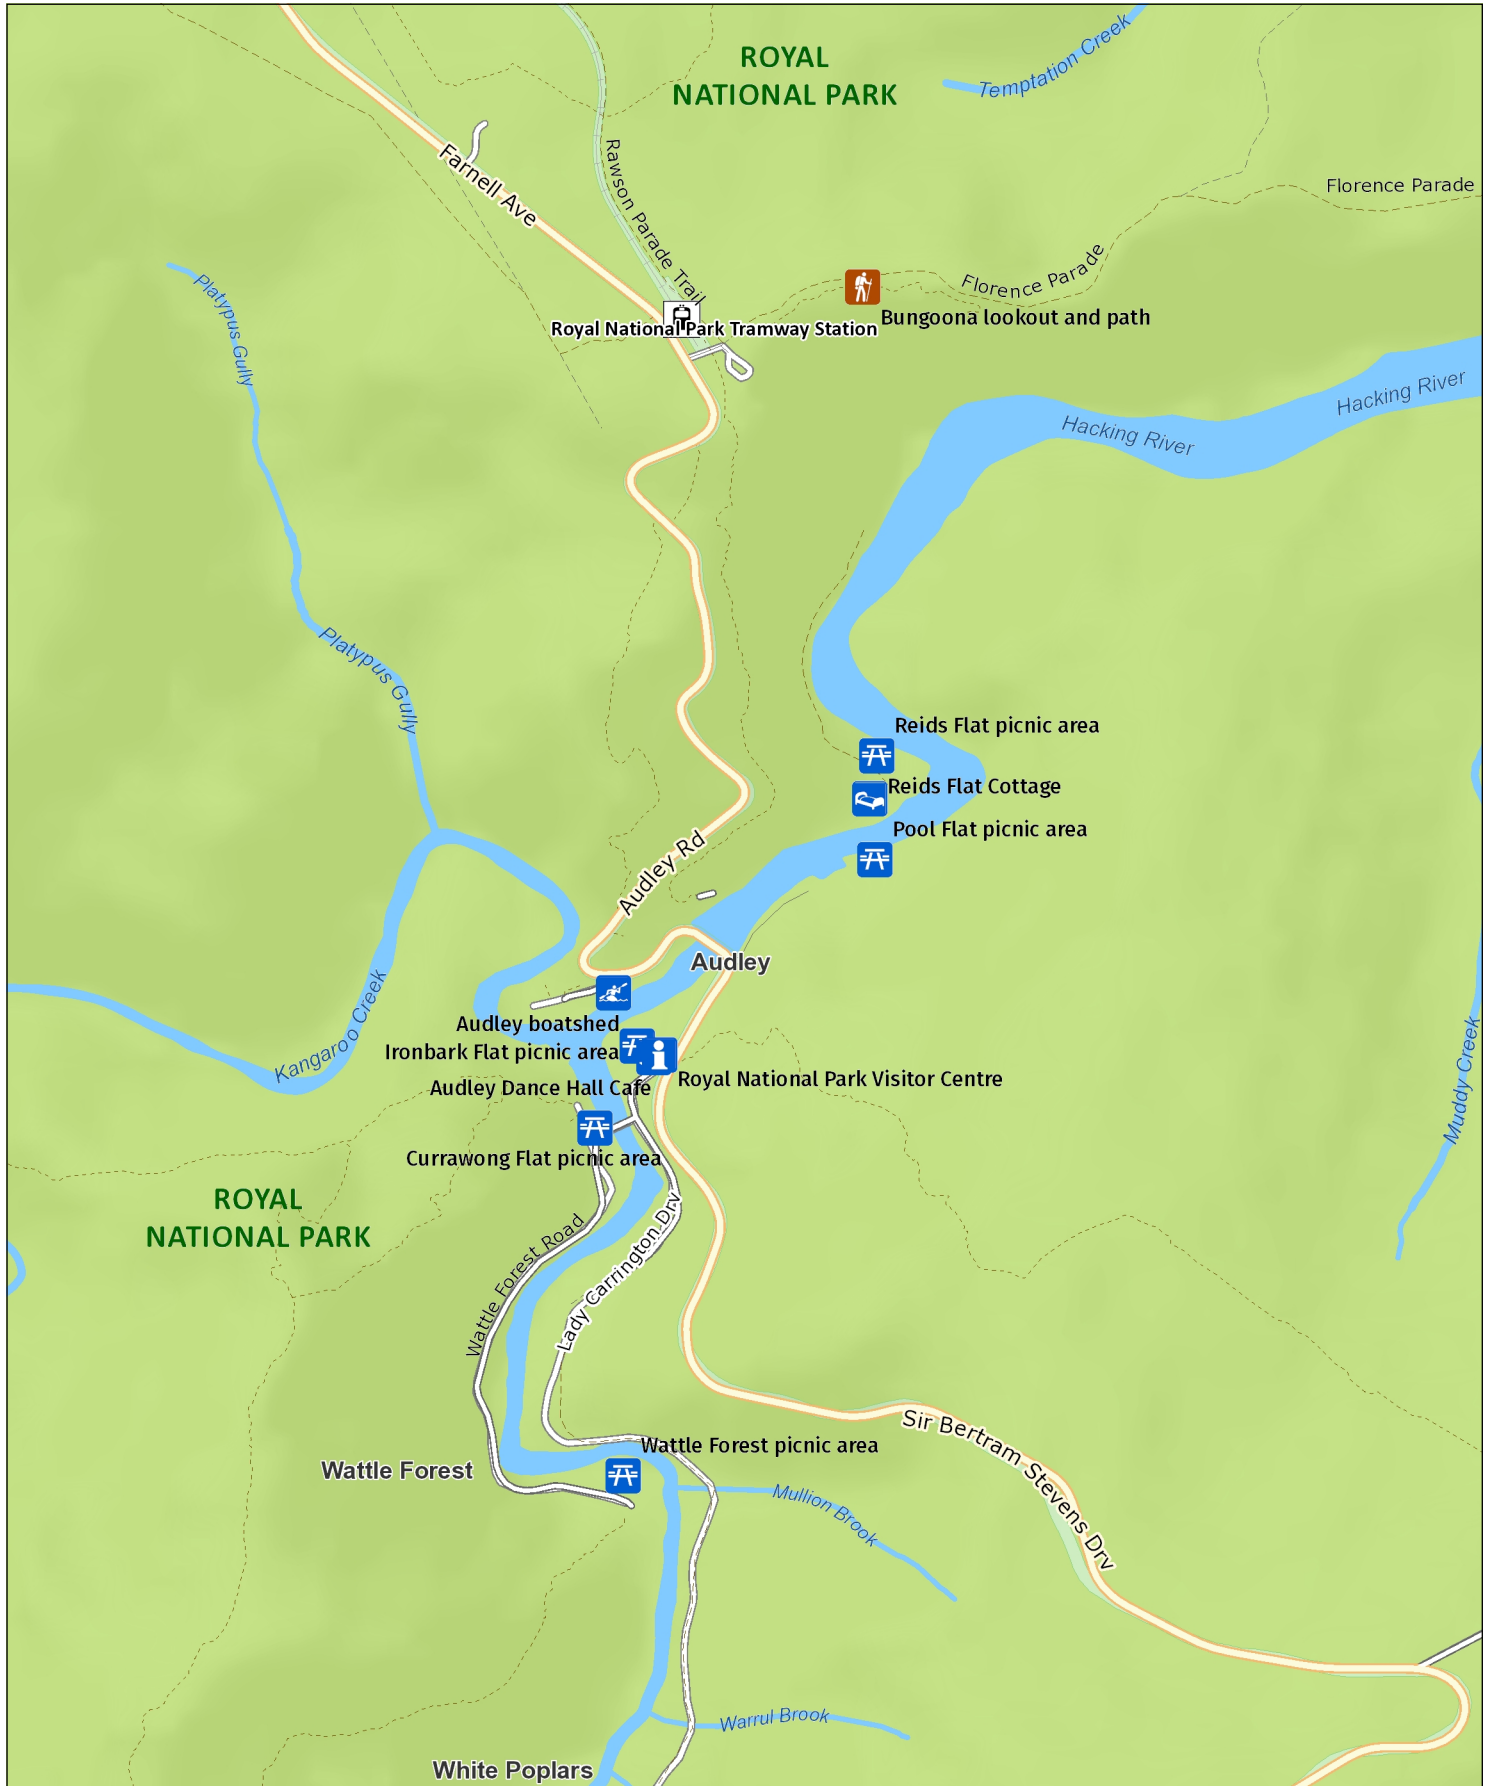 ROYAL
NATIONAL PARK
Temptation Creek
Farnell Ave
Rawson Parade Trail
Florence Parade
Florence Parade
Platypus Gully
Royal National Park Tramway Station
Bungoona lookout and path
Hacking River
Hacking River
Platypus Gully
Reids Flat picnic area
Reids Flat Cottage
Pool Flat picnic area
Audley Rd
Audley
Kangaroo Creek
Audley boatshed
Ironbark Flat picnic area
Royal National Park Visitor Centre
Audley Dance Hall Cafe
Muddy Creek
Currawong Flat picnic area
ROYAL
NATIONAL PARK
Wattle Forest Road
Lady Carrington Drv
Sir Bertram Stevens Drv
Wattle Forest picnic area
Wattle Forest
Mullion Brook
Warrul Brook
White Poplars